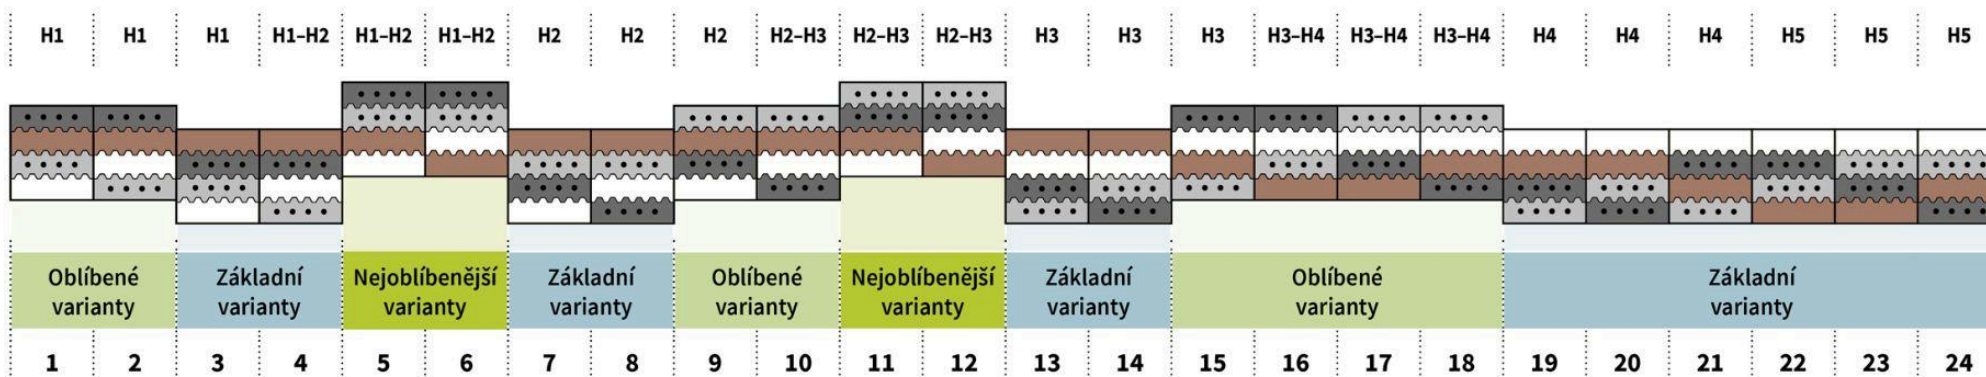 H1 H1 H1 H1–H2 H1–H2 H1–H2 H2 H2 H2 H2–H3 H2–H3 H2–H3 H3 H3 H3 H3–H4 H3–H4 H3–H4 H4 H4 H4 H5 H5 H5
Oblíbené Základní Nejoblíbenější Základní Oblíbené Nejoblíbenější Základní Oblíbené Základní
varianty varianty varianty varianty varianty varianty varianty varianty varianty
1 2 3 4 5 6 7 8 9 10 11 12 13 14 15 16 17 18 19 20 21 22 23 24